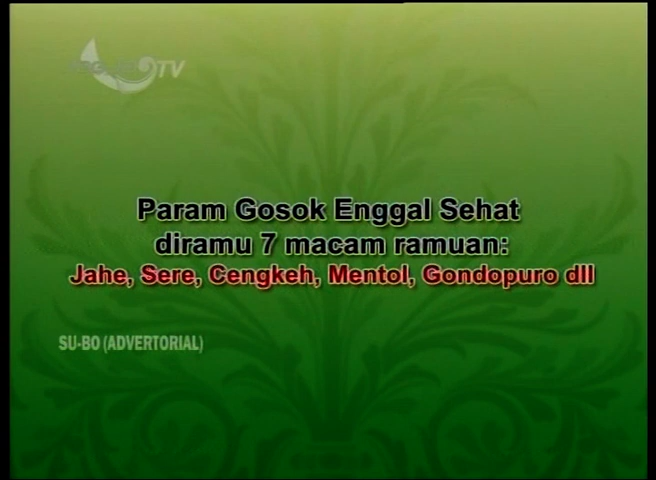 TV
Param Gosok Enggal Sehat
diramu 7 macam ramuan:
Jahe, Sere, Cengkeh, Mentol, Gondopuro dll
SU-BO (ADVERTORIAL)